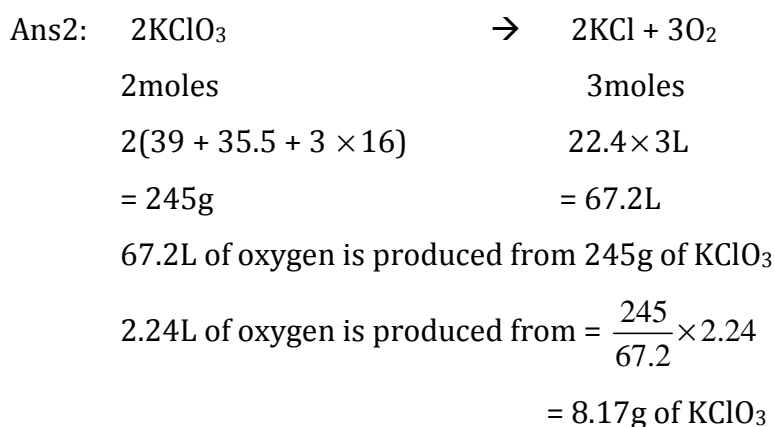 Ans2: 2KClO₃ → 2KCl + 3O₂
2moles 3moles
2(39 + 35.5 + 3 × 16) 22.4 × 3L
= 245g = 67.2L
67.2L of oxygen is produced from 245g of KClO₃
2.24L of oxygen is produced from = 245/67.2 × 2.24
= 8.17g of KClO₃